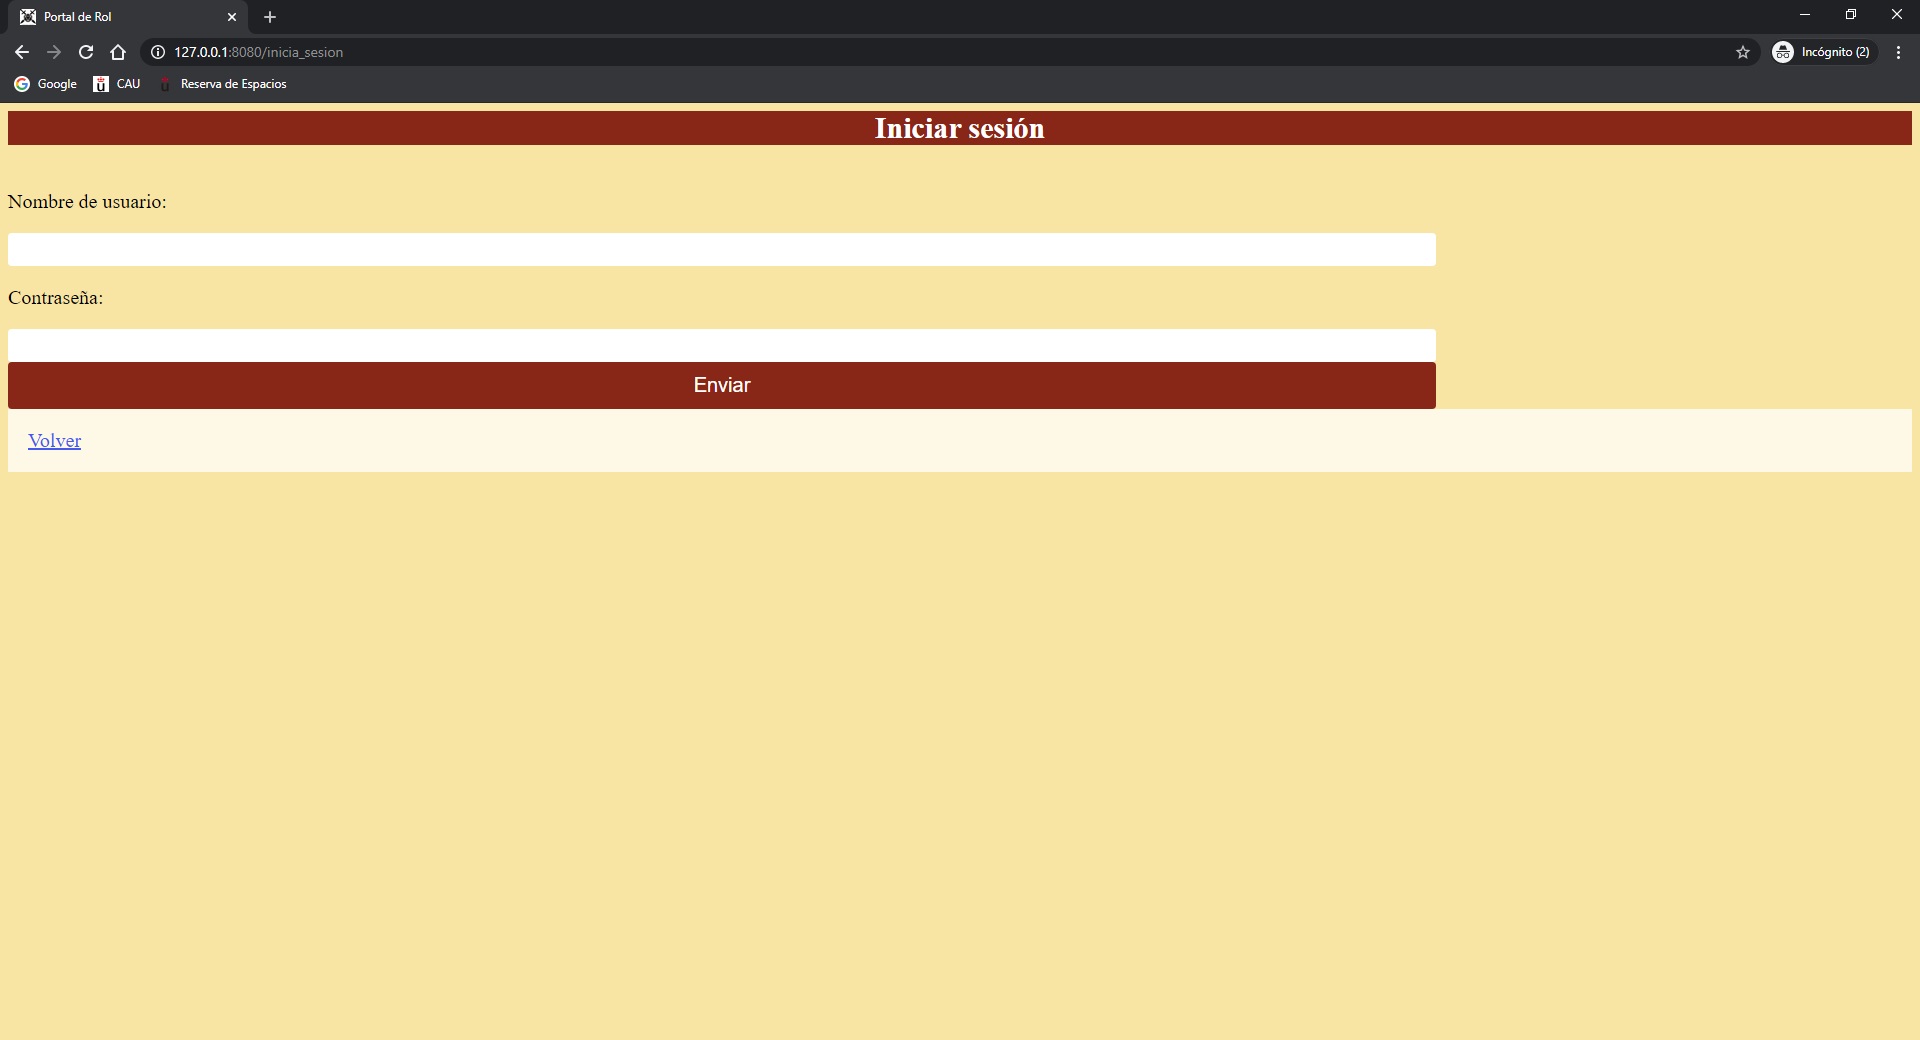 Portal de Rol
127.0.0.1:8080/inicia_sesion
Incógnito (2)
Google CAU Reserva de Espacios
Iniciar sesión
Nombre de usuario:
Contraseña:
Enviar
Volver